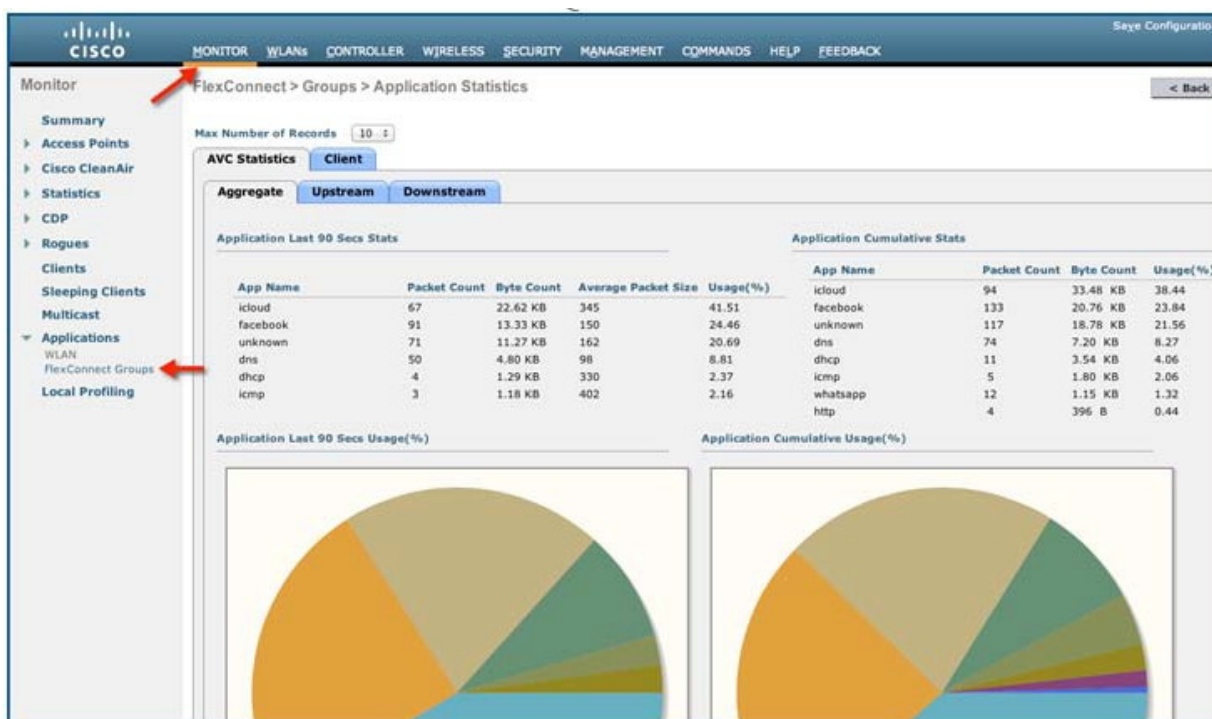 Save Configuratio
CISCO
MONITOR WLANs CONTROLLER WIRELESS SECURITY MANAGEMENT COMMANDS HELP FEEDBACK
Monitor
FlexConnect > Groups > Application Statistics
< Back
Summary
Access Points
Cisco CleanAir
Statistics
CDP
Rogues
Clients
Sleeping Clients
Multicast
Applications
WLAN
FlexConnect Groups
Local Profiling
Max Number of Records 10
AVC Statistics Client
Aggregate Upstream Downstream
Application Last 90 Secs Stats
App Name Packet Count Byte Count Average Packet Size Usage(%)
icloud 67 22.62 KB 345 41.51
facebook 91 13.33 KB 150 24.46
unknown 71 11.27 KB 162 20.69
dns 50 4.80 KB 98 8.81
dhcp 4 1.29 KB 330 2.37
icmp 3 1.18 KB 402 2.16
Application Cumulative Stats
App Name Packet Count Byte Count Usage(%)
icloud 94 33.48 KB 38.44
facebook 133 20.76 KB 23.84
unknown 117 18.78 KB 21.56
dns 74 7.20 KB 8.27
dhcp 11 3.54 KB 4.06
icmp 5 1.80 KB 2.06
whatsapp 12 1.15 KB 1.32
http 4 396 B 0.44
Application Last 90 Secs Usage(%)
Application Cumulative Usage(%)